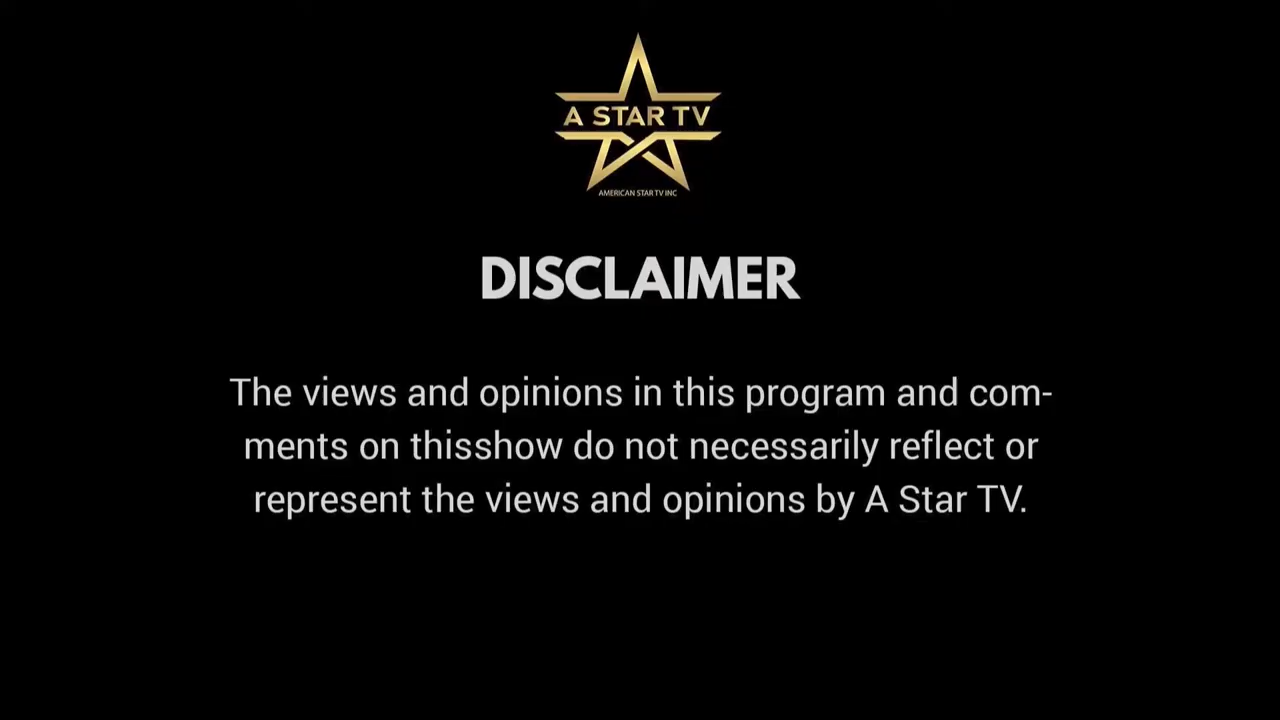 A STAR TV
AMERICAN STAR TV INC
DISCLAIMER
The views and opinions in this program and com-
ments on thisshow do not necessarily reflect or
represent the views and opinions by A Star TV.